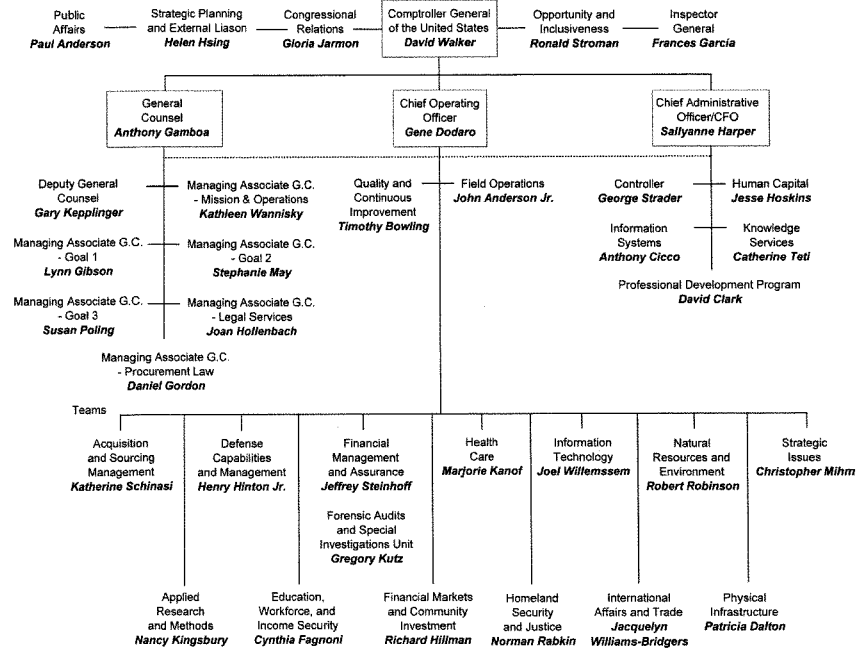 Public
Affairs
Paul Anderson
Strategic Planning
and External Liason
Helen Hsing
Congressional
Relations
Gloria Jarmon
Comptroller General
of the United States
David Walker
Opportunity and
Inclusiveness
Ronald Stroman
Inspector
General
Frances Garcia
General
Counsel
Anthony Gamboa
Chief Operating
Officer
Gene Dodaro
Chief Administrative
Officer/CFO
Sallyanne Harper
Deputy General
Counsel
Gary Kepplinger
Managing Associate G.C.
- Mission & Operations
Kathleen Wannisky
Managing Associate G.C.
- Goal 1
Lynn Gibson
Managing Associate G.C.
- Goal 2
Stephanie May
Managing Associate G.C.
- Goal 3
Susan Poling
Managing Associate G.C.
- Legal Services
Joan Hollenbach
Managing Associate G.C.
- Procurement Law
Daniel Gordon
Quality and
Continuous
Improvement
Timothy Bowling
Field Operations
John Anderson Jr.
Controller
George Strader
Human Capital
Jesse Hoskins
Information
Systems
Anthony Cicco
Knowledge
Services
Catherine Teti
Professional Development Program
David Clark
Teams
Acquisition
and Sourcing
Management
Katherine Schinasi
Defense
Capabilities
and Management
Henry Hinton Jr.
Financial
Management
and Assurance
Jeffrey Steinhoff
Forensic Audits
and Special
Investigations Unit
Gregory Kutz
Health
Care
Marjorie Kanof
Information
Technology
Joel Willemssem
Natural
Resources and
Environment
Robert Robinson
Strategic
Issues
Christopher Mihm
Applied
Research
and Methods
Nancy Kingsbury
Education,
Workforce, and
Income Security
Cynthia Fagnoni
Financial Markets
and Community
Investment
Richard Hillman
Homeland
Security
and Justice
Norman Rabkin
International
Affairs and Trade
Jacquelyn
Williams-Bridgers
Physical
Infrastructure
Patricia Dalton